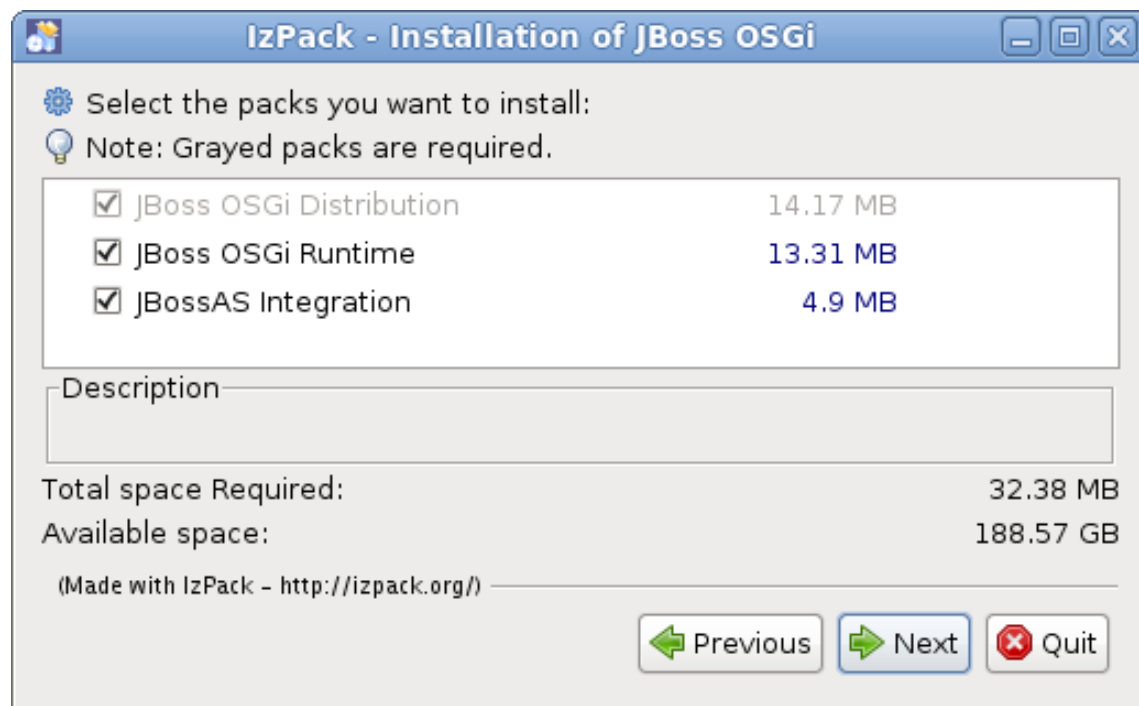 IzPack - Installation of JBoss OSGi
Select the packs you want to install:
Note: Grayed packs are required.
JBoss OSGi Distribution 14.17 MB
JBoss OSGi Runtime 13.31 MB
JBossAS Integration 4.9 MB
Description
Total space Required: 32.38 MB
Available space: 188.57 GB
(Made with IzPack - http://izpack.org/)
Previous Next Quit